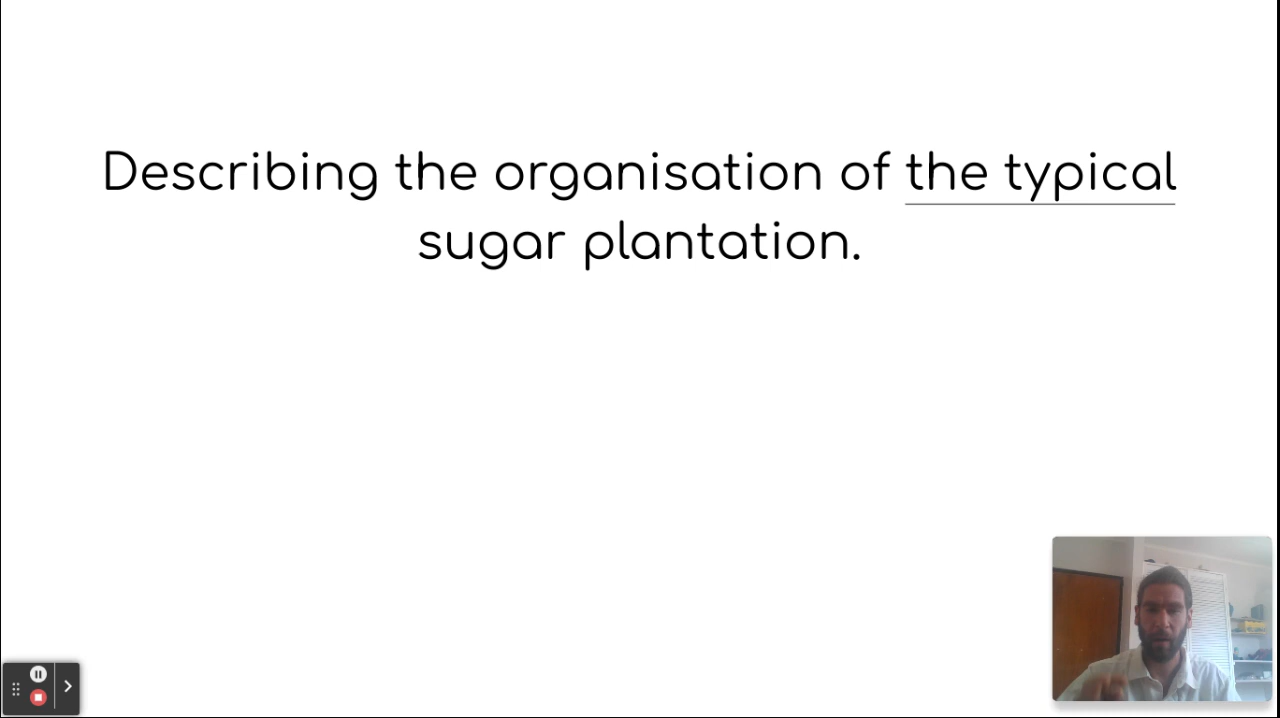 Describing the organisation of the typical
sugar plantation.